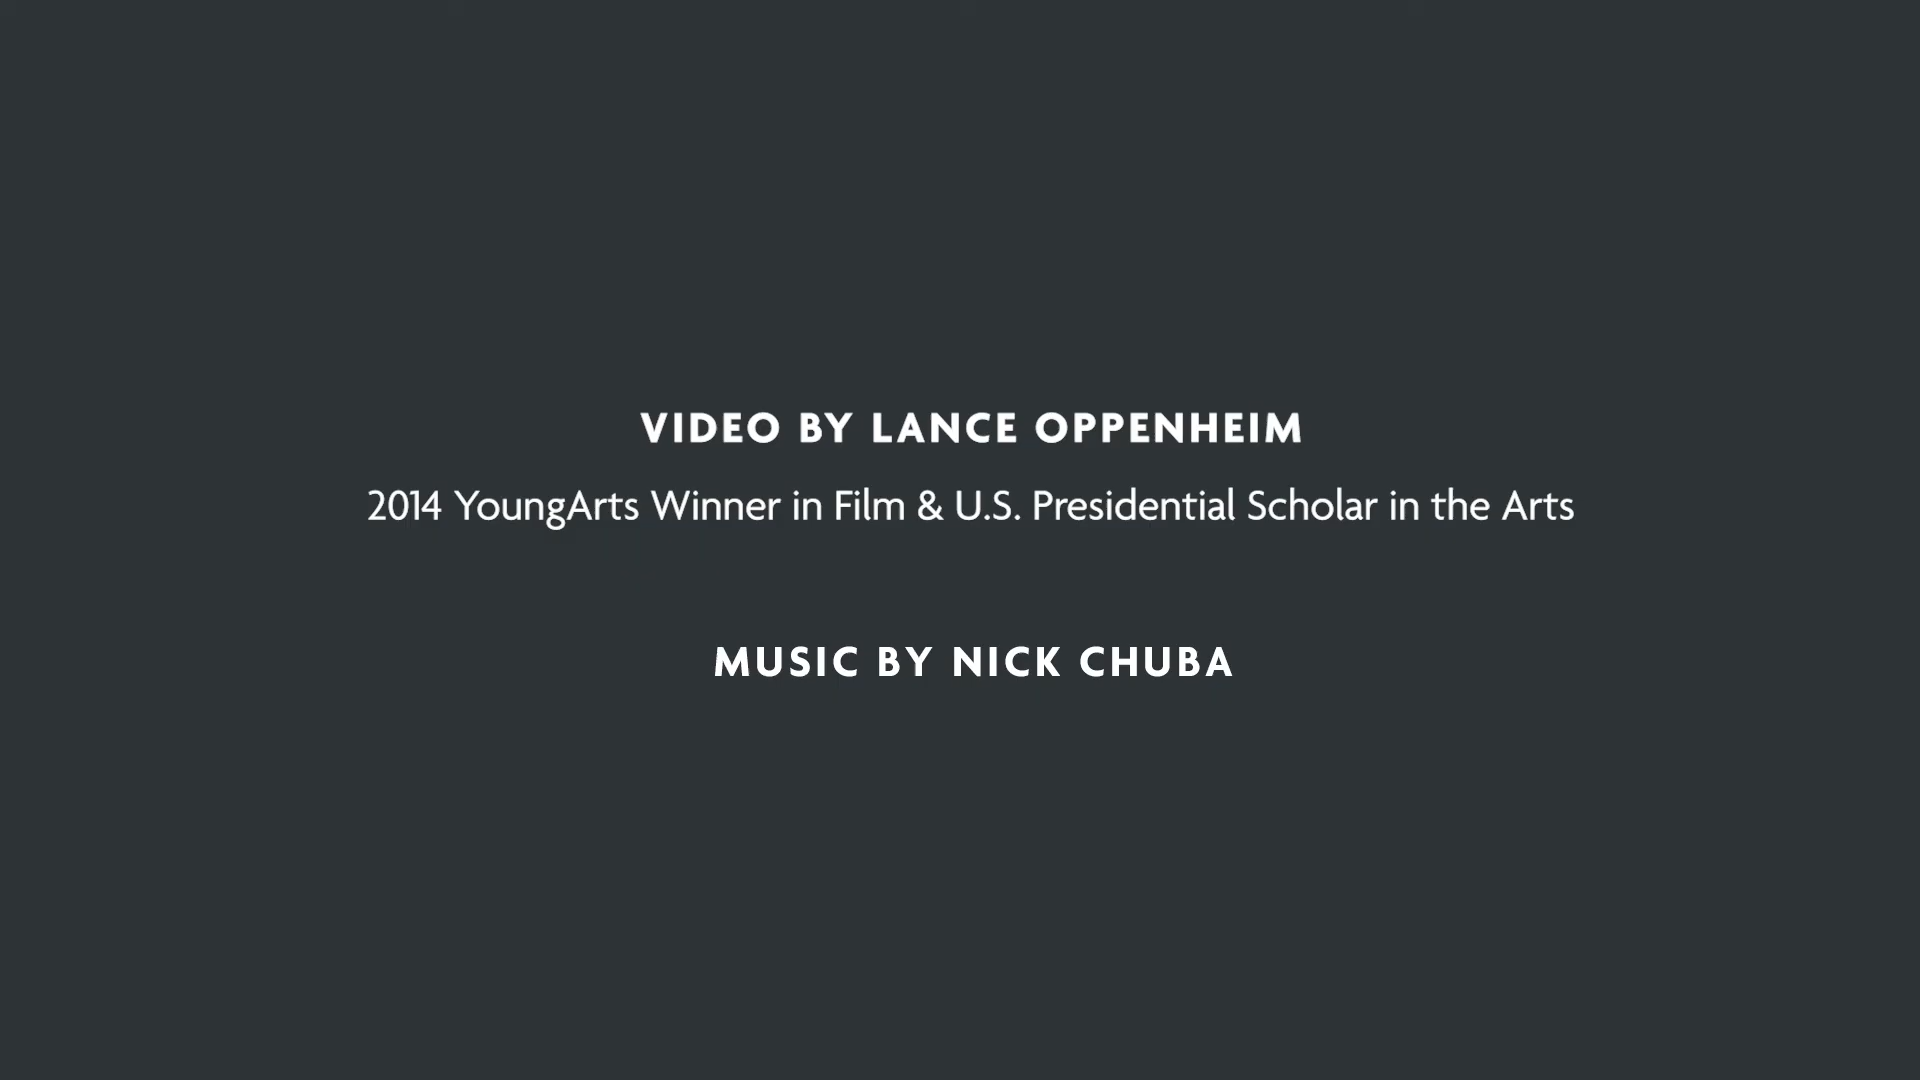 VIDEO BY LANCE OPPENHEIM
2014 YoungArts Winner in Film & U.S. Presidential Scholar in the Arts
MUSIC BY NICK CHUBA